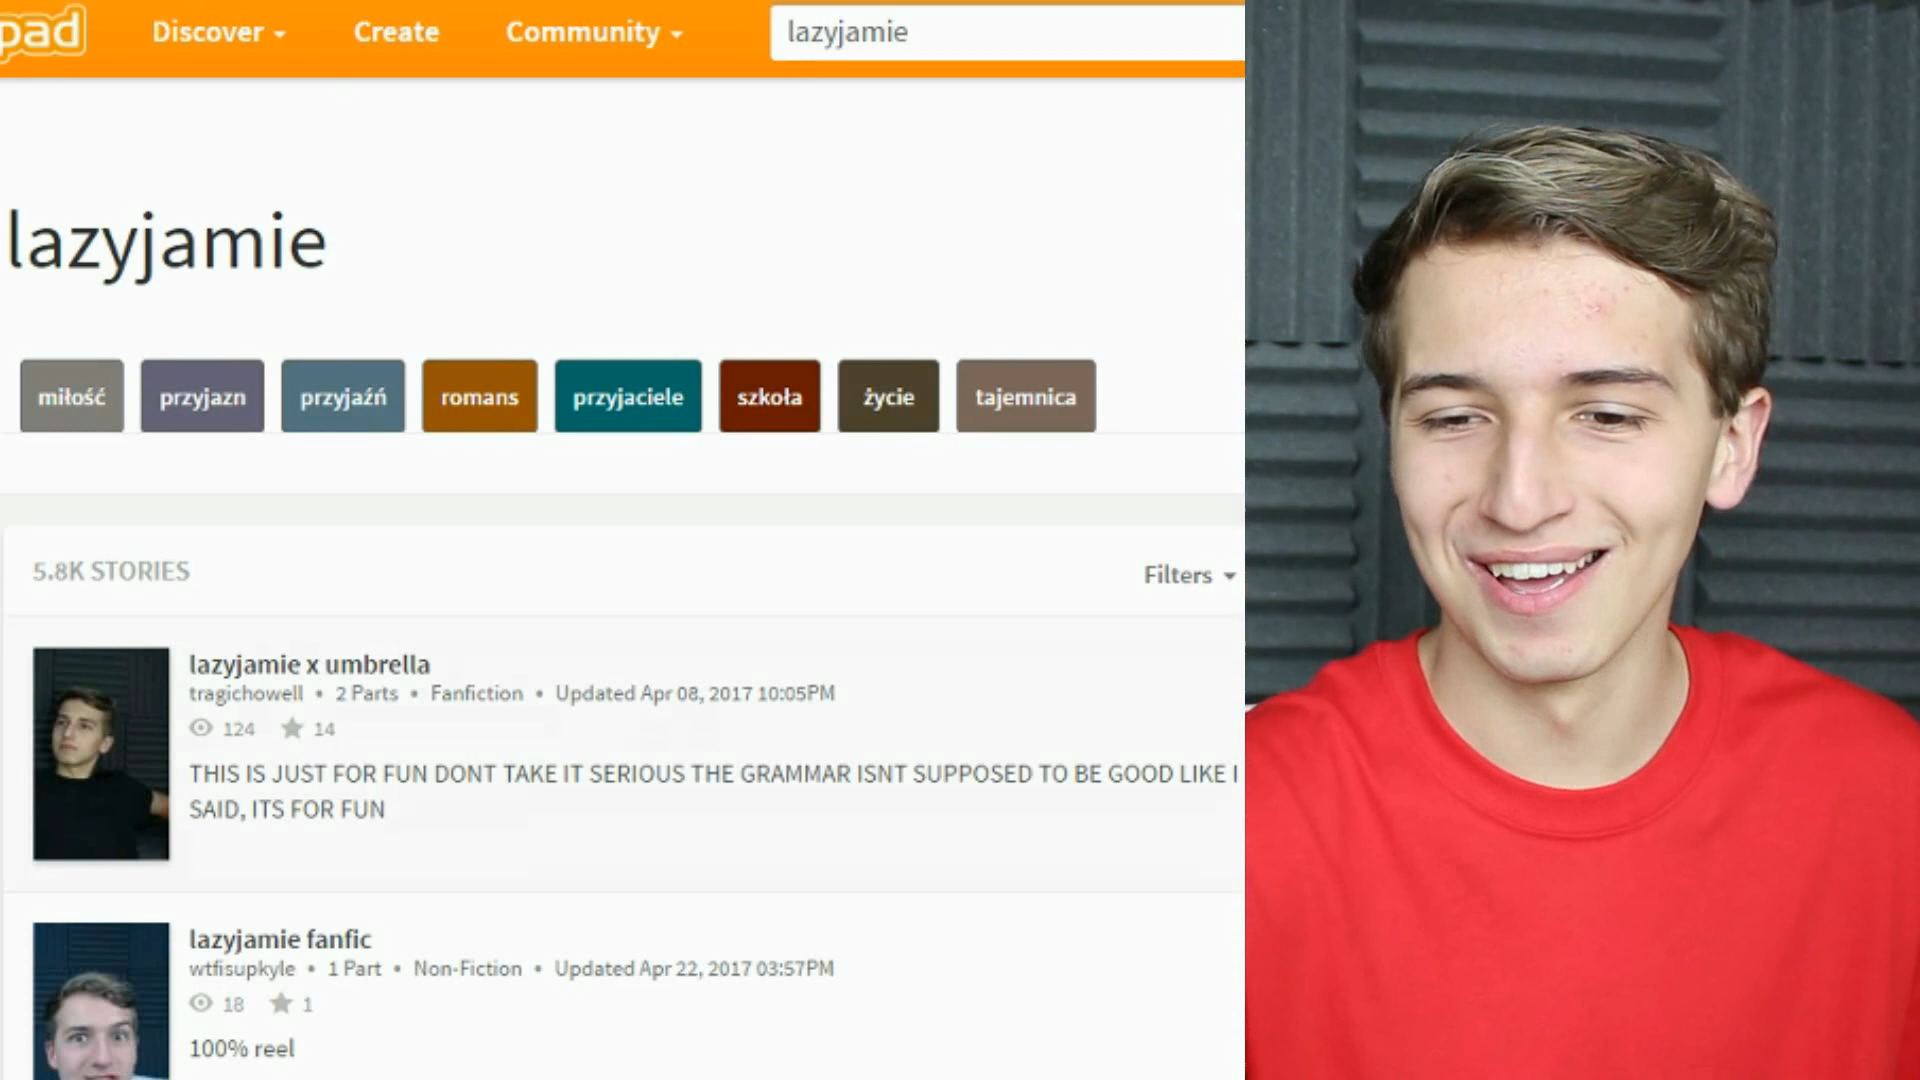 pad
Discover
Create
Community
lazyjamie
lazyjamie
miłość
przyjazn
przyjaźń
romans
przyjaciele
szkoła
życie
tajemnica
5.8K STORIES
Filters
lazyjamie x umbrella
tragichowell • 2 Parts • Fanfiction • Updated Apr 08, 2017 10:05PM
124 14
THIS IS JUST FOR FUN DONT TAKE IT SERIOUS THE GRAMMAR ISNT SUPPOSED TO BE GOOD LIKE I
SAID, ITS FOR FUN
lazyjamie fanfic
wtfisupkyle • 1 Part • Non-Fiction • Updated Apr 22, 2017 03:57PM
18 1
100% reel